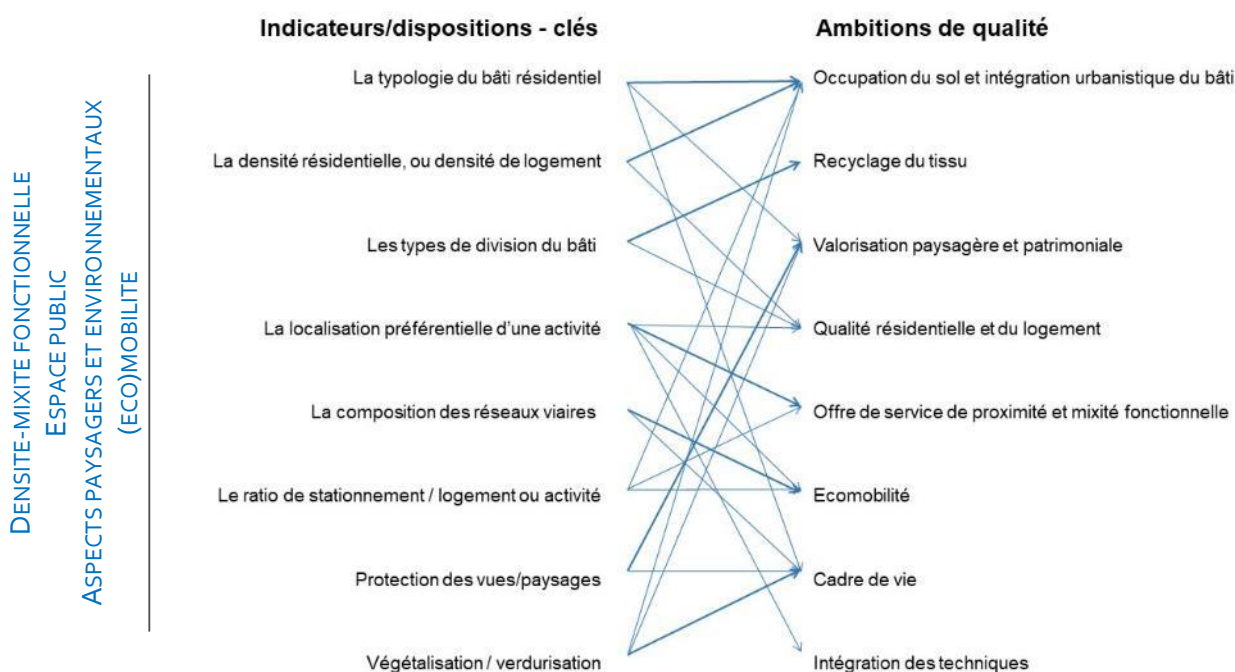 Indicateurs/dispositions - clés
Ambitions de qualité
DENSITE-MIXITE FONCTIONNELLE
ESPACE PUBLIC
ASPECTS PAYSAGERS ET ENVIRONNEMENTAUX
(ECO)MOBILITE
La typologie du bâti résidentiel
Occupation du sol et intégration urbanistique du bâti
La densité résidentielle, ou densité de logement
Recyclage du tissu
Les types de division du bâti
Valorisation paysagère et patrimoniale
La localisation préférentielle d'une activité
Qualité résidentielle et du logement
La composition des réseaux viaires
Offre de service de proximité et mixité fonctionnelle
Le ratio de stationnement / logement ou activité
Ecomobilité
Protection des vues/paysages
Cadre de vie
Végétalisation / verdurisation
Intégration des techniques